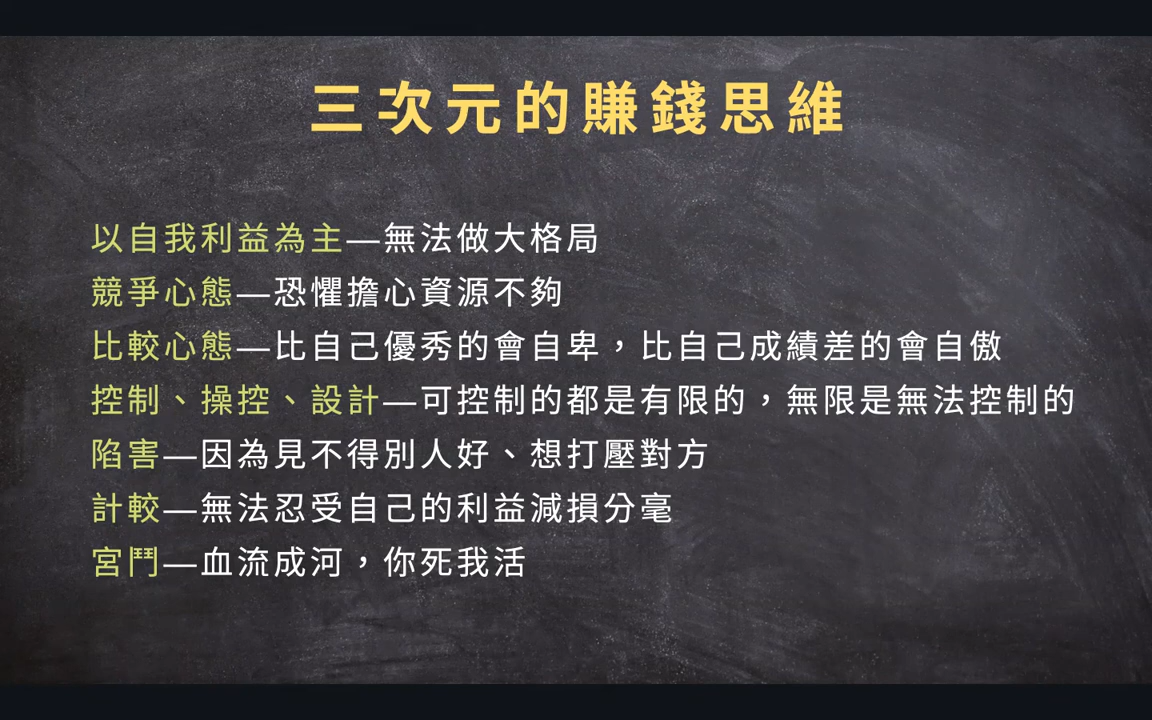 三次元的賺錢思維
以自我利益為主—無法做大格局
競爭心態—恐懼擔心資源不夠
比較心態—比自己優秀的會自卑，比自己成績差的會自傲
控制、操控、設計—可控制的都是有限的，無限是無法控制的
陷害—因為見不得別人好、想打壓對方
計較—無法忍受自己的利益減損分毫
宮鬥—血流成河，你死我活